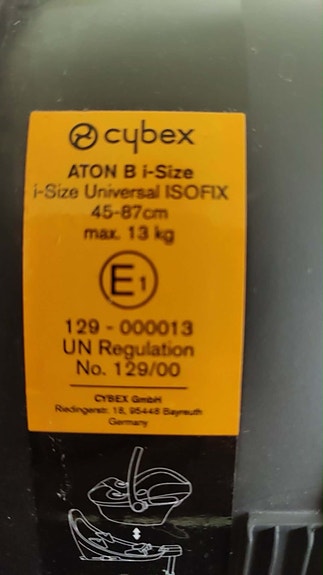 cybex
ATON B i-Size
i-Size Universal ISOFIX
45-87cm
max. 13 kg
E1
129 - 000013
UN Regulation
No. 129/00
CYBEX GmbH
Riedingerstr. 18, 95448 Bayreuth
Germany